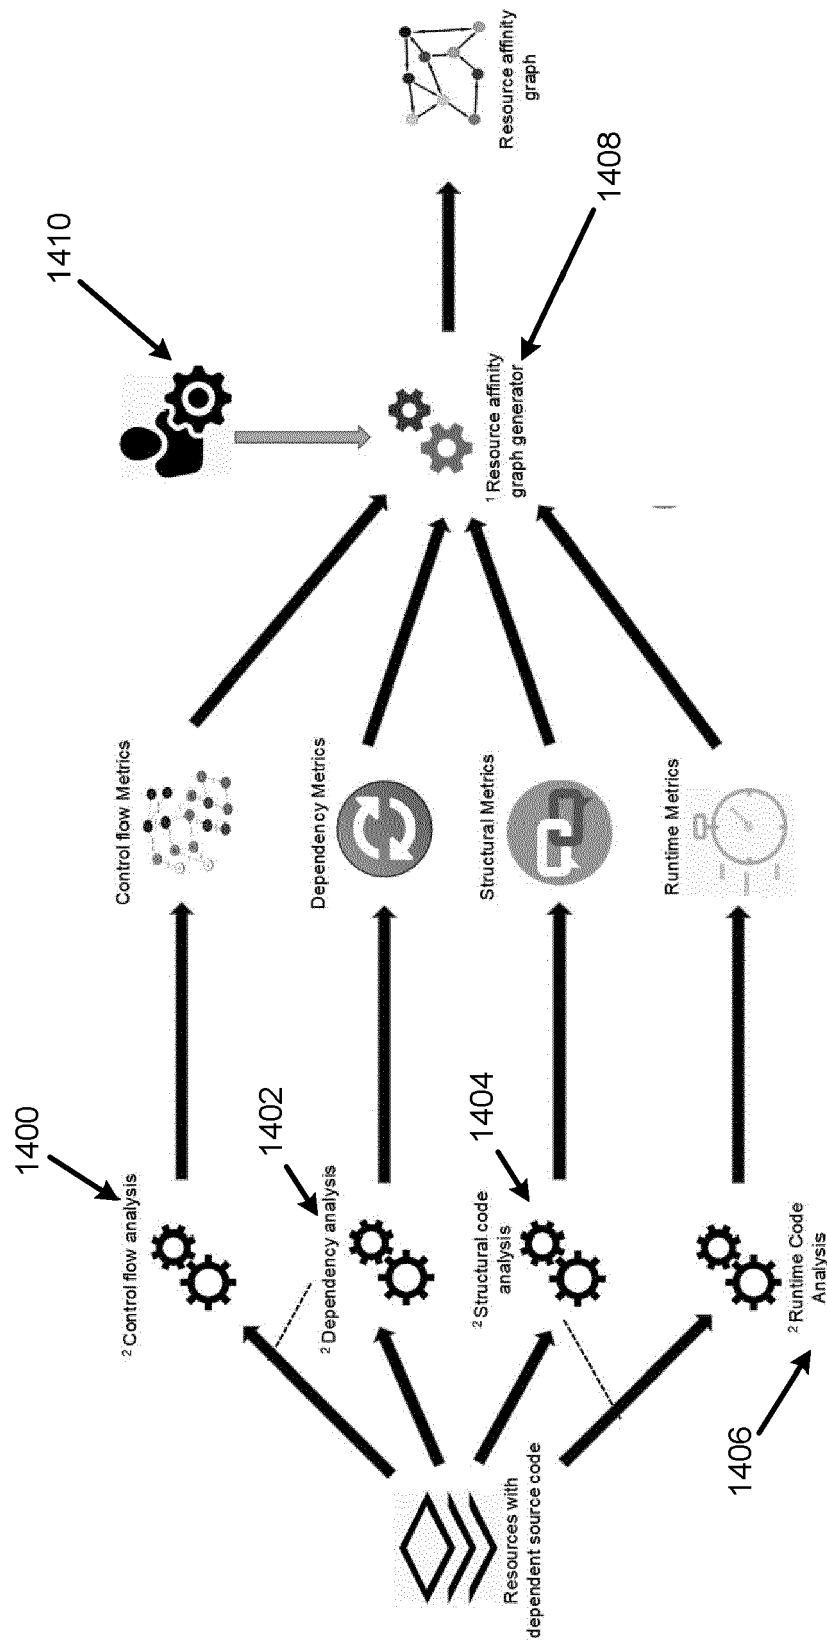 1400
1402
1404
1406
1410
1408
Resources with
dependent source code
2 Control flow analysis
2 Dependency analysis
2 Structural code
analysis
2 Runtime Code
Analysis
Control flow Metrics
Dependency Metrics
Structural Metrics
Runtime Metrics
1 Resource affinity
graph generator
Resource affinity
graph